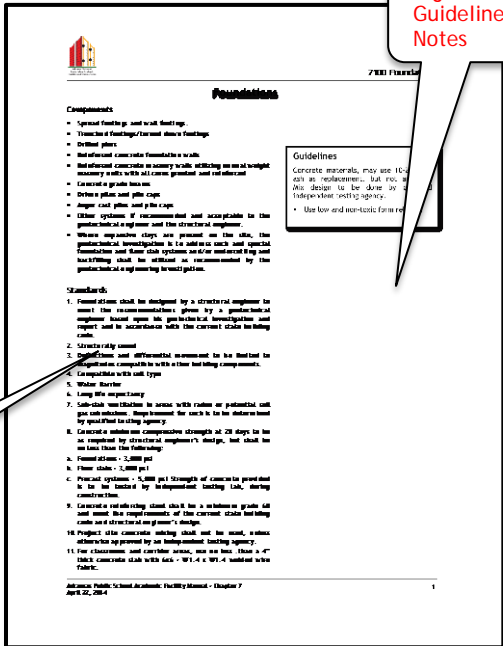 Guideline
Notes
7100 Founda
Foundations
Components
• Spread footings and wall footings.
• Trenched footings/turned down footings
• Drilled piers
• Reinforced concrete foundation walls
• Reinforced concrete masonry walls utilizing normal weight
masonry units with all cores grouted and reinforced
• Concrete grade beams
• Driven piles and pile caps
• Auger cast piles and pile caps
• Other systems if recommended and acceptable to the
geotechnical engineer and the structural engineer.
• Where expansive clays are present on the site, the
geotechnical investigation is to address such and special
foundation and floor slab systems and/or undercutting and
backfilling shall be utilized as recommended by the
geotechnical engineering investigation.
Guidelines
Concrete materials, may use 10-
ash as replacement, but not
Mix design to be done by
independent testing agency.
• Use low and non-toxic form re
Standards
1. Foundations shall be designed by a structural engineer to
meet the recommendations given by a geotechnical
engineer based upon his geotechnical investigation and
report and in accordance with the current state building
code.
2. Structurally sound
3. Deflections and differential movement to be limited to
magnitudes compatible with other building components.
4. Compatible with soil type
5. Water Barrier
6. Long life expectancy
7. Sub-slab ventilation in areas with radon or potential soil
gas submissions. Requirement for such is to be determined
by qualified testing agency.
8. Concrete minimum compressive strength at 28 days to be
as required by structural engineer's design, but shall be
no less than the following:
a. Foundations - 3,000 psi
b. Floor slabs - 3,000 psi
c. Precast systems - 5,000 psi Strength of concrete provided
is to be tested by independent testing lab, during
construction.
9. Concrete reinforcing steel shall be a minimum grade 60
and meet the requirements of the current state building
code and structural engineer's design.
10. Project site concrete mixing shall not be used, unless
otherwise approved by an independent testing agency.
11. For classrooms and corridor areas, use no less than a 4"
thick concrete slab with 6x6 - W1.4 x W1.4 welded wire
fabric.
Arkansas Public School Academic Facility Manual - Chapter 7
April 22, 2004
1